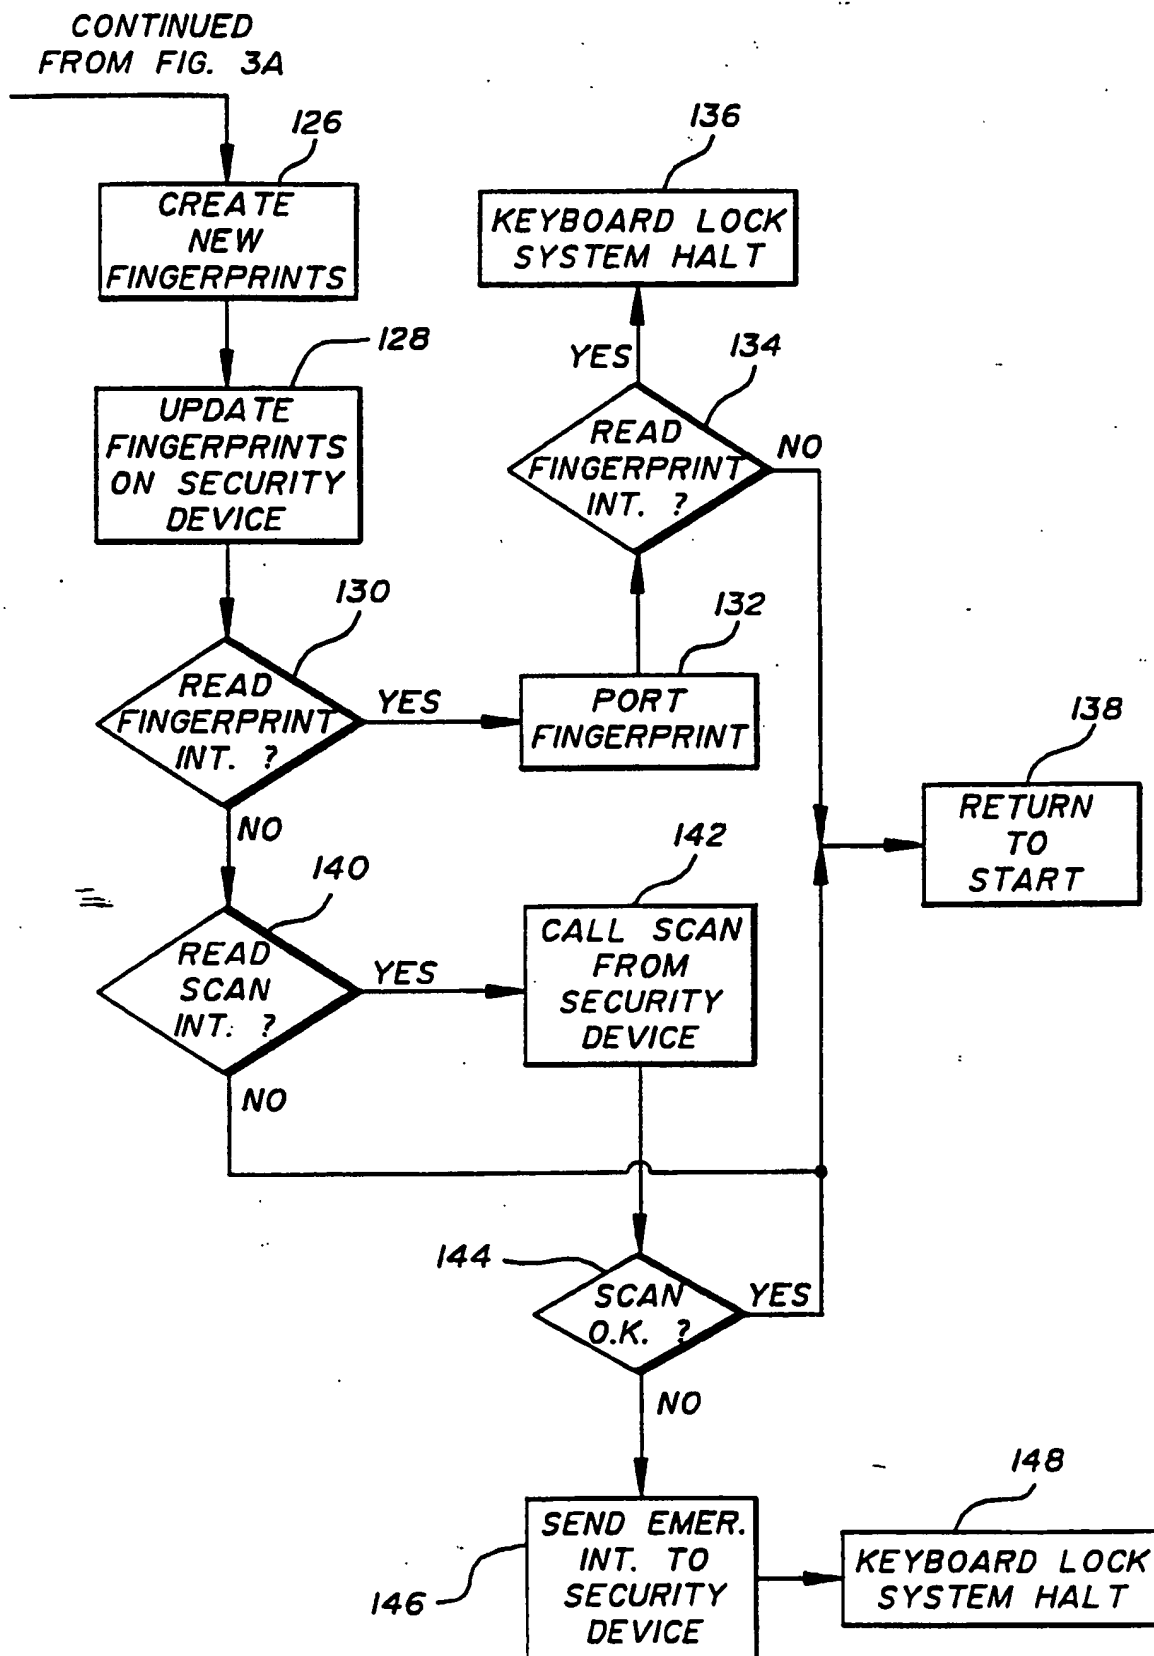 CONTINUED
FROM FIG. 3A
126
CREATE
NEW
FINGERPRINTS
128
UPDATE
FINGERPRINTS
ON SECURITY
DEVICE
136
KEYBOARD LOCK
SYSTEM HALT
YES
134
READ
FINGERPRINT
INT. ?
NO
130
READ
FINGERPRINT
INT. ?
YES
132
PORT
FINGERPRINT
138
RETURN
TO
START
NO
140
READ
SCAN
INT. ?
YES
142
CALL SCAN
FROM
SECURITY
DEVICE
NO
144
SCAN
O.K. ?
YES
NO
146
SEND EMER.
INT. TO
SECURITY
DEVICE
148
KEYBOARD LOCK
SYSTEM HALT